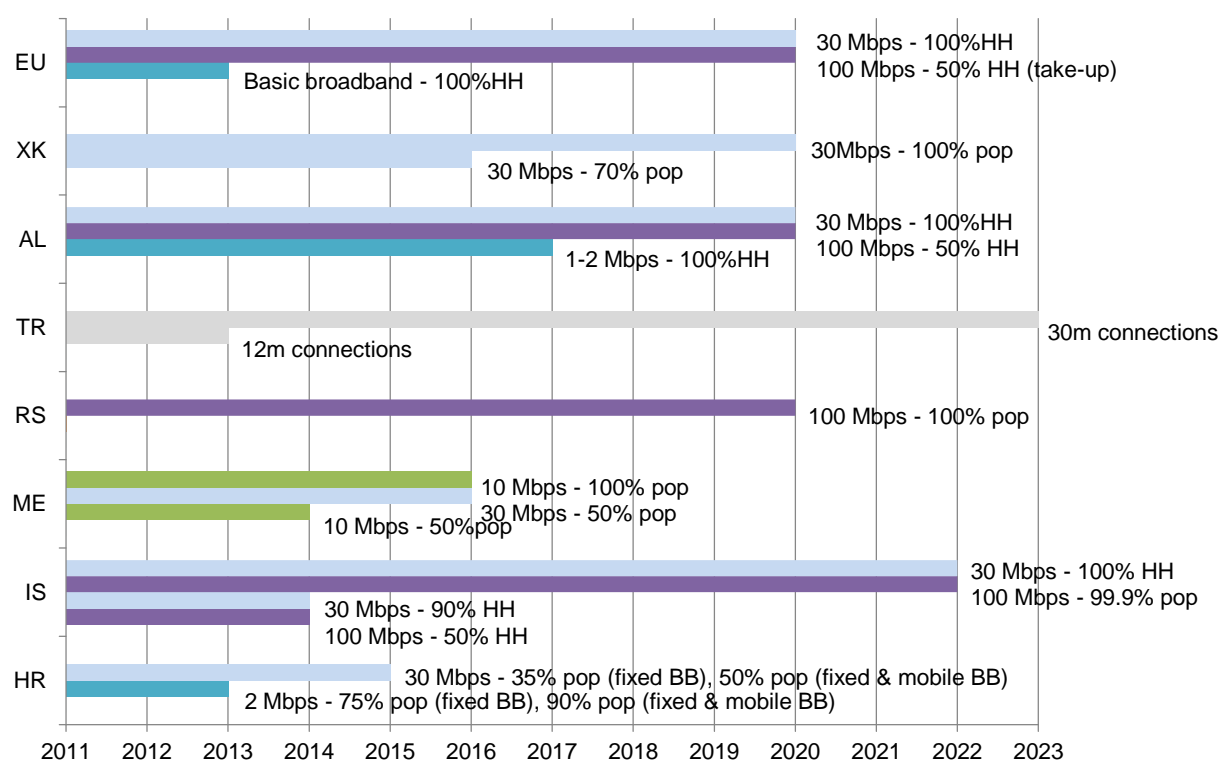 EU
30 Mbps - 100%HH
100 Mbps - 50% HH (take-up)
Basic broadband - 100%HH
XK
30Mbps - 100% pop
30 Mbps - 70% pop
AL
30 Mbps - 100%HH
100 Mbps - 50% HH
1-2 Mbps - 100%HH
TR
30m connections
12m connections
RS
100 Mbps - 100% pop
ME
10 Mbps - 100% pop
30 Mbps - 50% pop
10 Mbps - 50%pop
IS
30 Mbps - 100% HH
100 Mbps - 99.9% pop
30 Mbps - 90% HH
100 Mbps - 50% HH
HR
30 Mbps - 35% pop (fixed BB), 50% pop (fixed & mobile BB)
2 Mbps - 75% pop (fixed BB), 90% pop (fixed & mobile BB)
2011 2012 2013 2014 2015 2016 2017 2018 2019 2020 2021 2022 2023